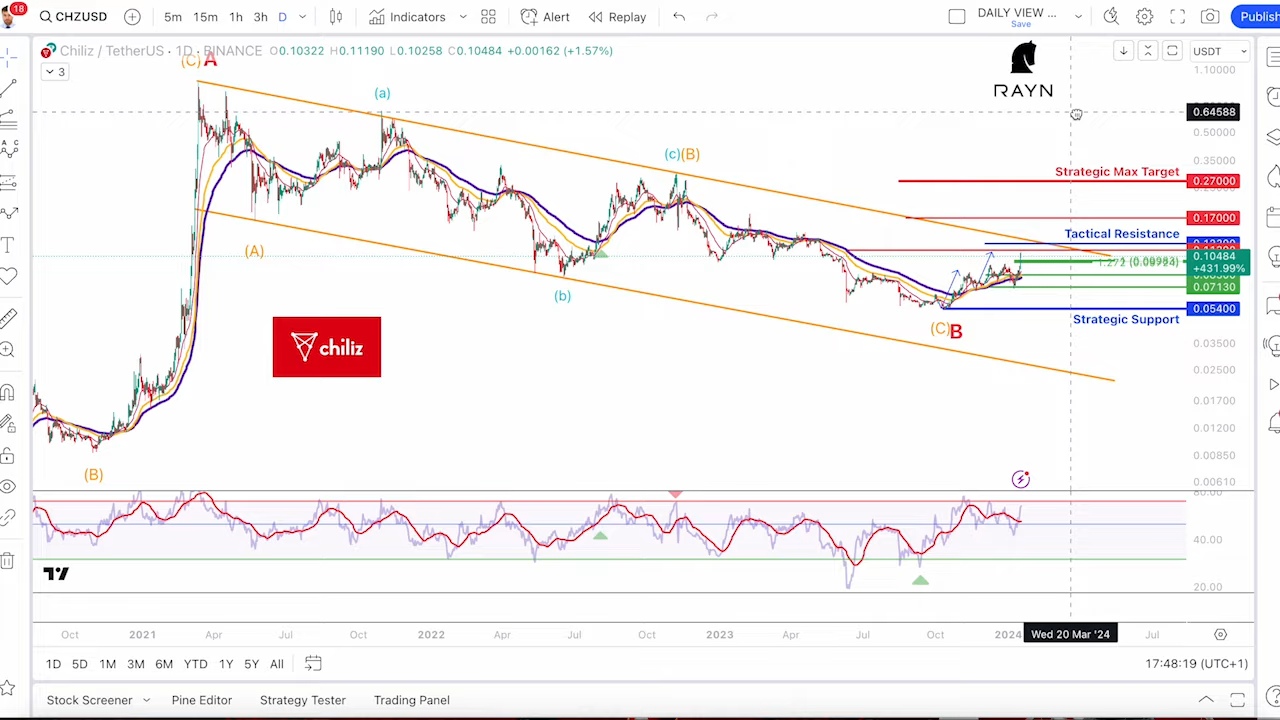 18
CHZUSD
5m 15m 1h 3h D
Indicators
Alert
Replay
DAILY VIEW ...
Save
Publish
Chiliz / TetherUS · 1D · BINANCE O0.10322 H0.11190 L0.10258 C0.10484 +0.00162 (+1.57%)
USDT
3
(C) A
RAYN
1.10000
(a)
0.64588
0.50000
(c)(B)
0.35000
Strategic Max Target
0.27000
0.17000
Tactical Resistance
(A)
0.10484
+431.99%
0.07130
(b)
0.05400
Strategic Support
(C)B
chiliz
0.03500
0.02500
0.01700
0.01200
0.00850
(B)
0.00610
40.00
20.00
Oct 2021 Apr Jul Oct 2022 Apr Jul Oct 2023 Apr Jul Oct 2024 Wed 20 Mar '24 Jul
1D 5D 1M 3M 6M YTD 1Y 5Y All
17:48:19 (UTC+1)
Stock Screener Pine Editor Strategy Tester Trading Panel